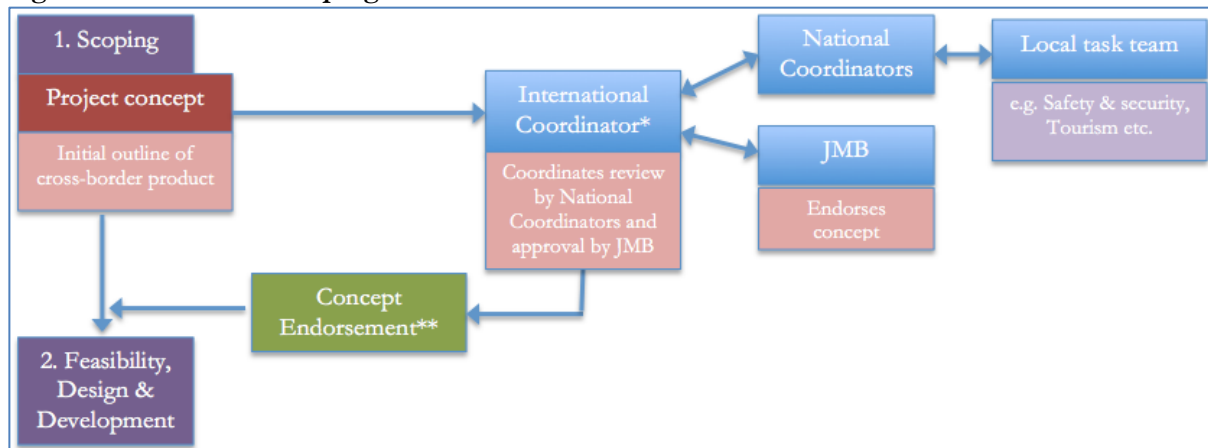 1. Scoping
Project concept
Initial outline of
cross-border product
International
Coordinator*
Coordinates review
by National
Coordinators and
approval by JMB
National
Coordinators
Local task team
e.g. Safety & security,
Tourism etc.
JMB
Endorses
concept
Concept
Endorsement**
2. Feasibility,
Design &
Development